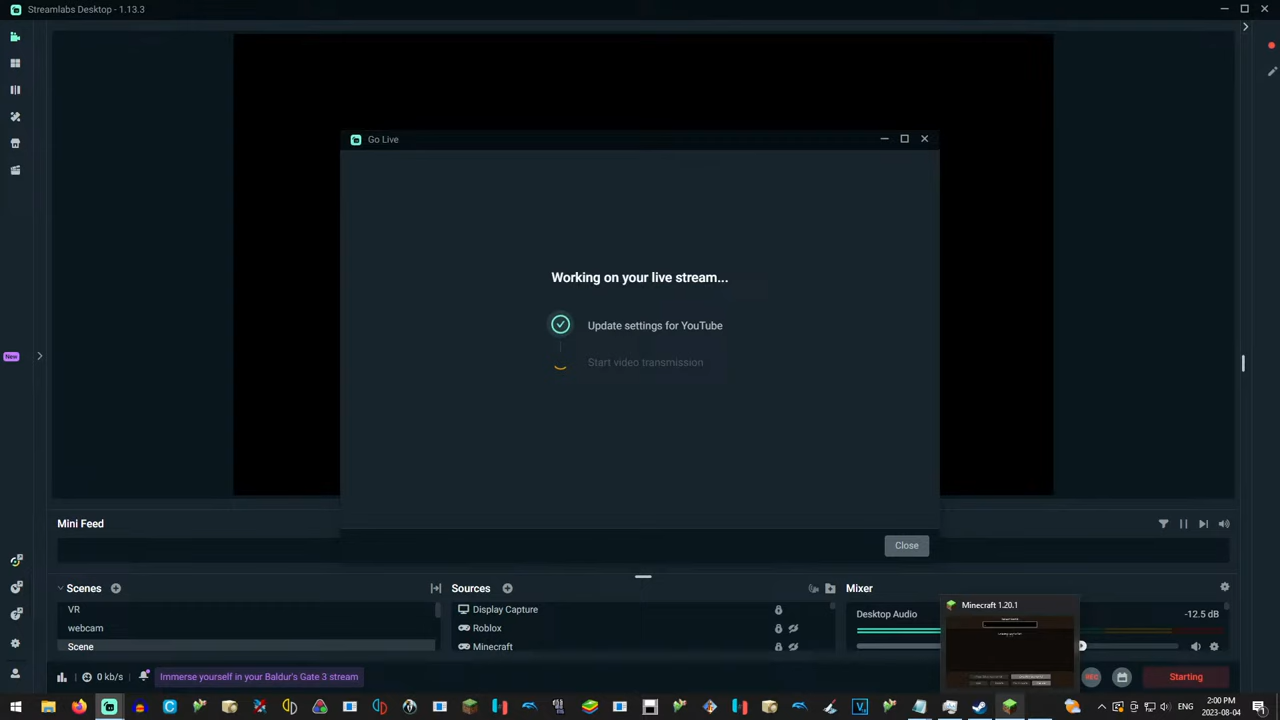 Streamlabs Desktop - 1.13.3
Go Live
Working on your live stream...
Update settings for YouTube
Start video transmission
New
Close
Mini Feed
Scenes
VR
webcam
Scene
Sources
Display Capture
Roblox
Minecraft
Mixer
Desktop Audio
-12.5 dB
Minecraft 1.20.1
0 kb/s
Immerse yourself in your Baldur's Gate 3 stream
REC
Starting
2:00 PM
2023-08-04